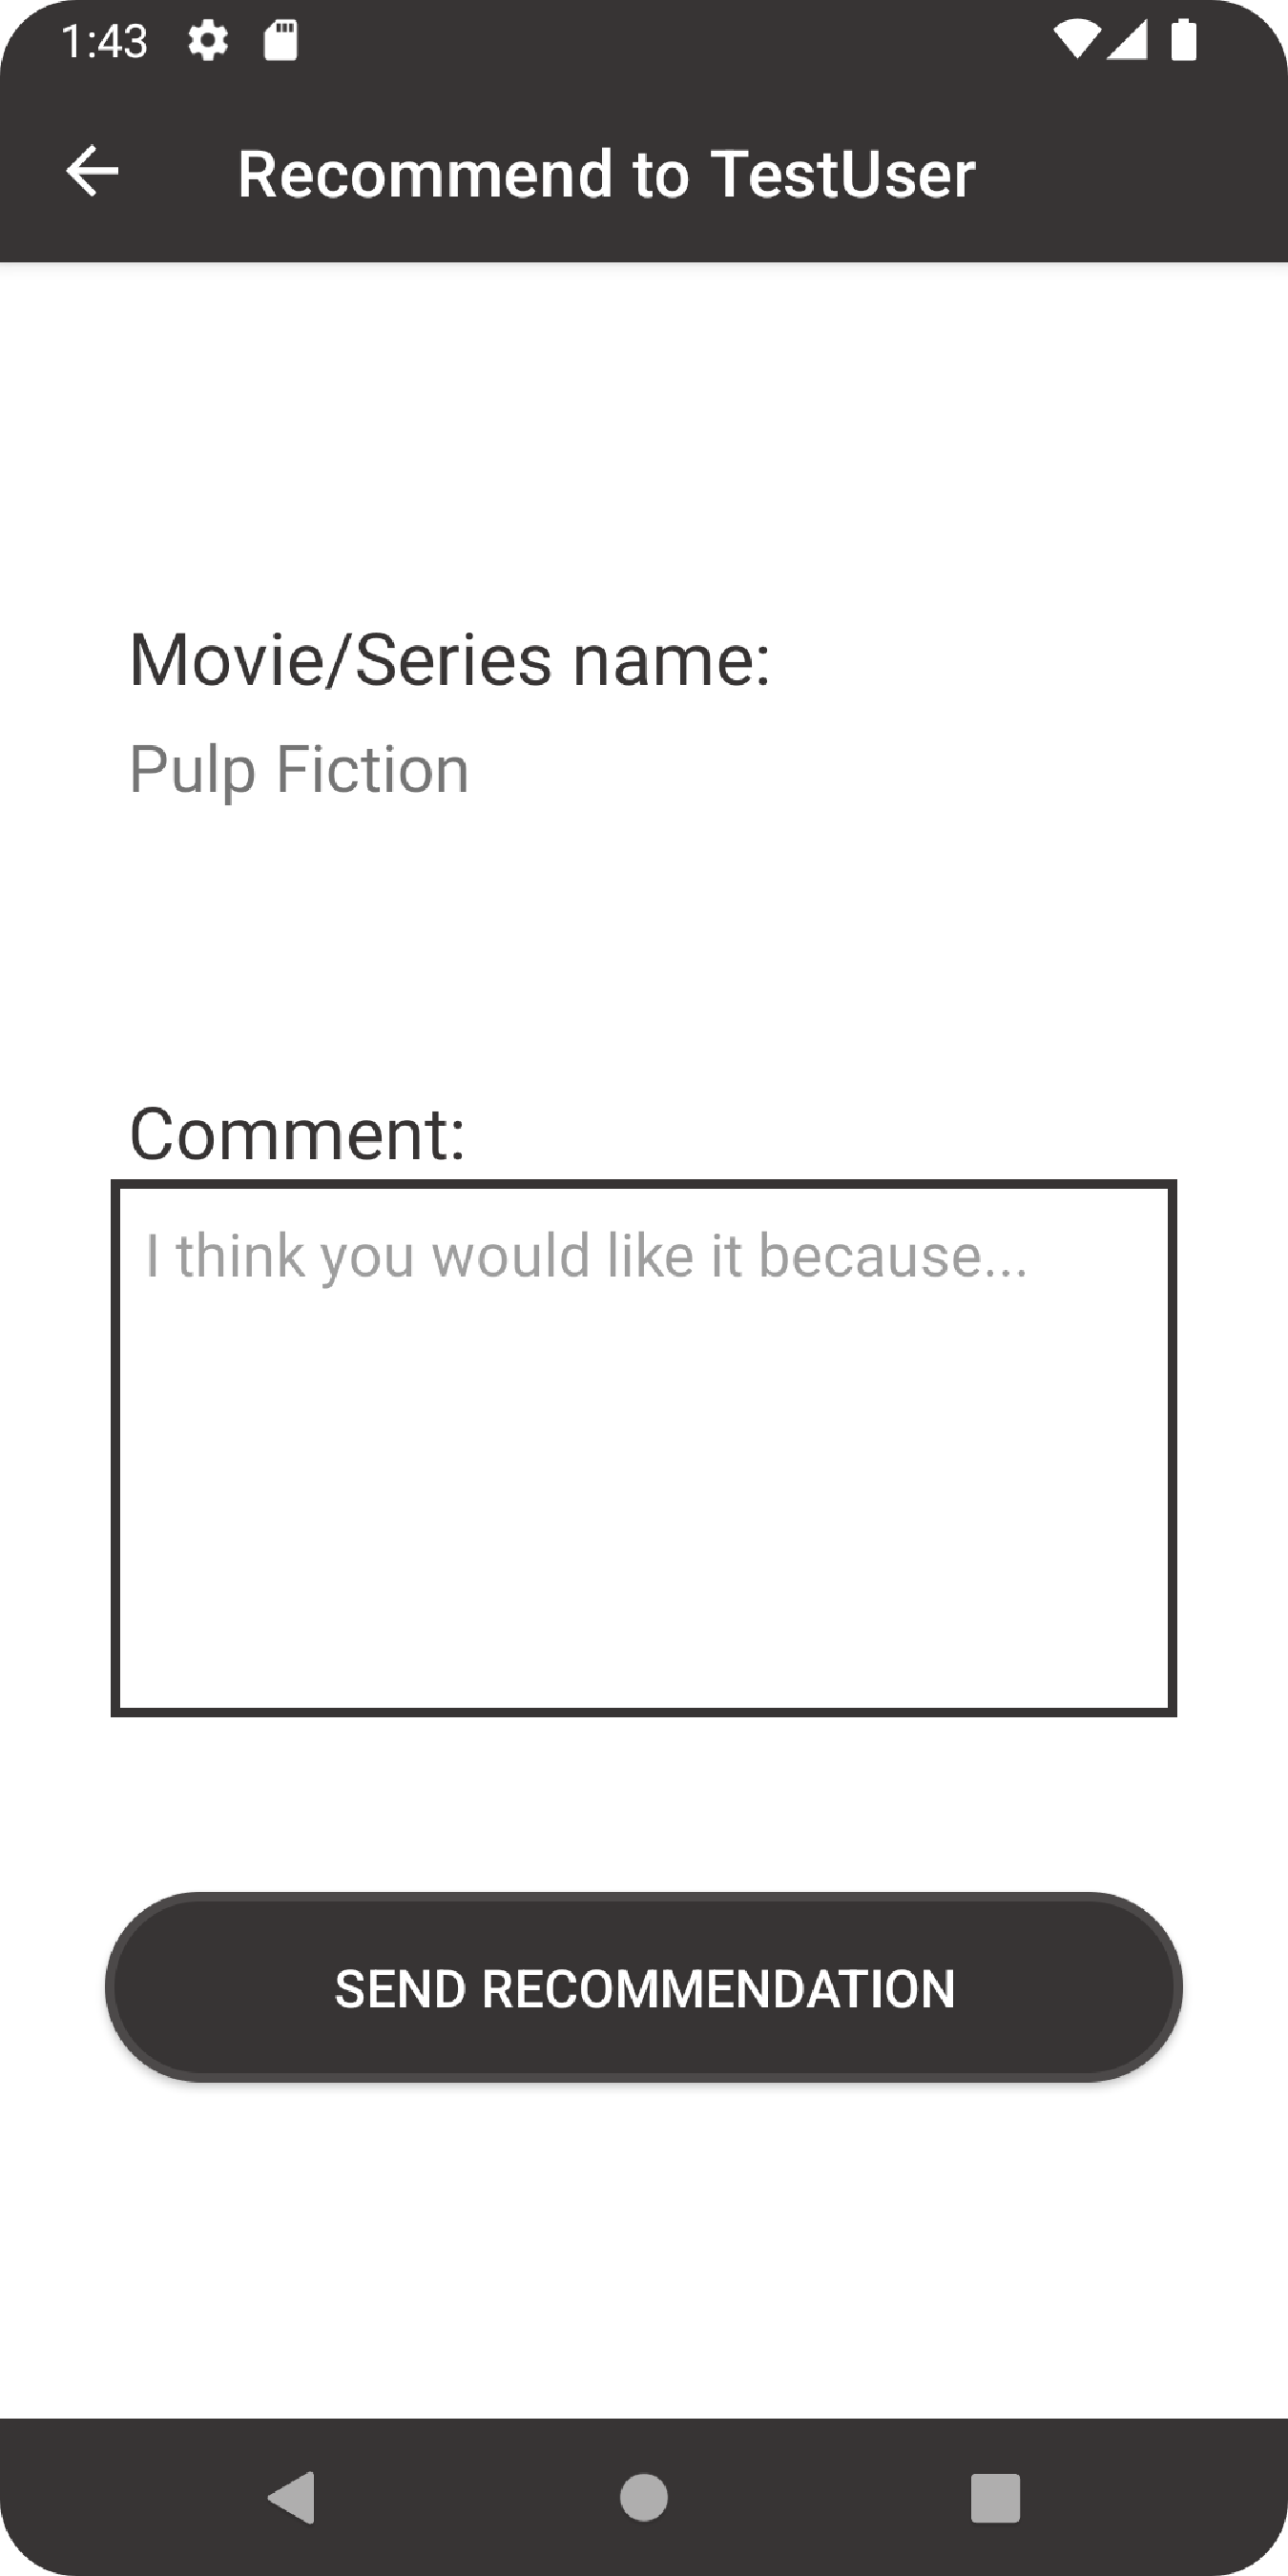 1:43
Recommend to TestUser
Movie/Series name:
Pulp Fiction
Comment:
I think you would like it because...
SEND RECOMMENDATION